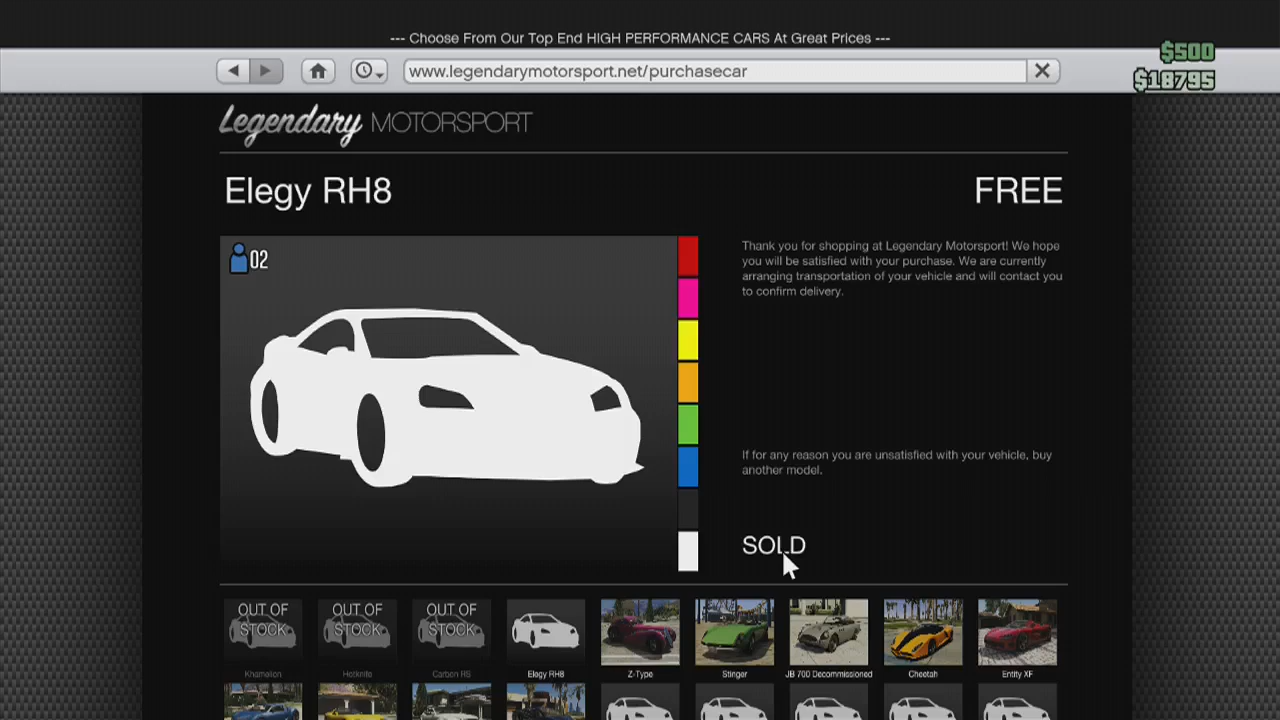 --- Choose From Our Top End HIGH PERFORMANCE CARS At Great Prices ---
$500
www.legendarymotorsport.net/purchasecar
$18795
Legendary MOTORSPORT
Elegy RH8
FREE
02
Thank you for shopping at Legendary Motorsport! We hope
you will be satisfied with your purchase. We are currently
arranging transportation of your vehicle and will contact you
to confirm delivery.
If for any reason you are unsatisfied with your vehicle, buy
another model.
SOLD
OUT OF
STOCK
OUT OF
STOCK
OUT OF
STOCK
Khamelion
Hotknife
Carbon RS
Elegy RH8
Z-Type
Stinger
JB 700 Decommissioned
Cheetah
Entity XF